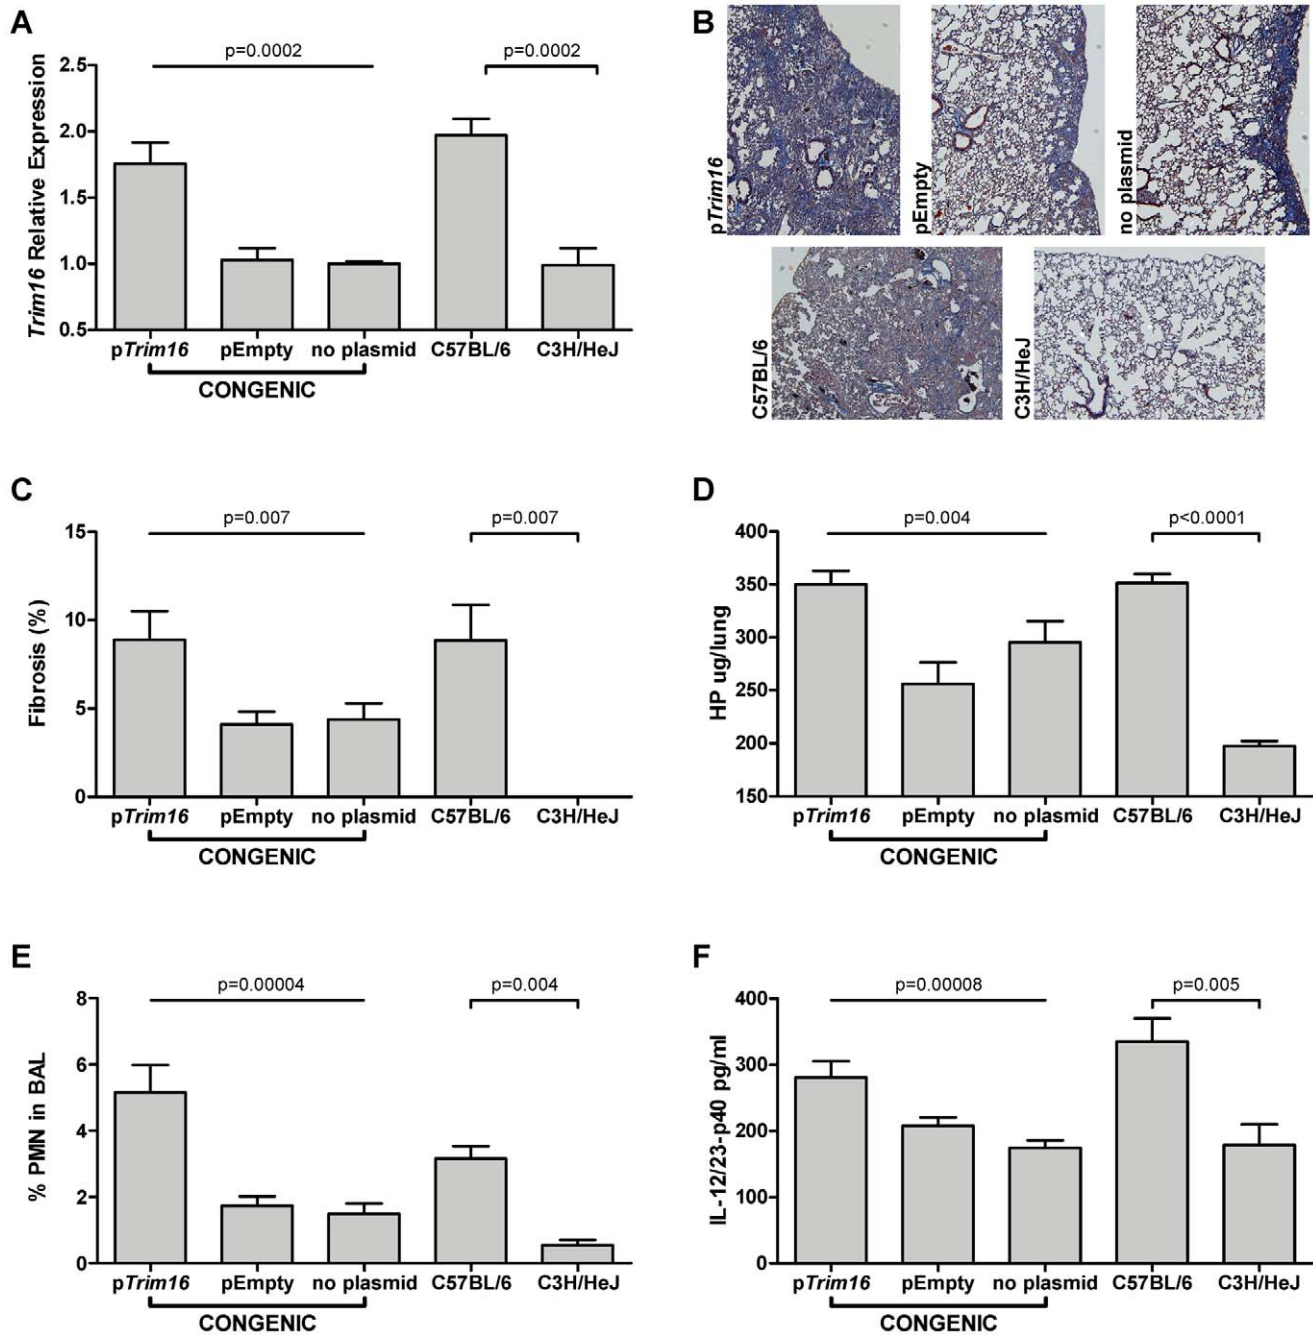 A
p=0.0002
p=0.0002
Trim16 Relative Expression
2.5
2.0
1.5
1.0
0.5
pTrim16
pEmpty
no plasmid
C57BL/6
C3H/HeJ
CONGENIC
B
pTrim16
pEmpty
no plasmid
C57BL/6
C3H/HeJ
C
p=0.007
p=0.007
Fibrosis (%)
15
10
5
0
pTrim16
pEmpty
no plasmid
C57BL/6
C3H/HeJ
CONGENIC
D
p=0.004
p<0.0001
HP ug/lung
400
350
300
250
200
150
pTrim16
pEmpty
no plasmid
C57BL/6
C3H/HeJ
CONGENIC
E
p=0.00004
p=0.004
% PMN in BAL
8
6
4
2
0
pTrim16
pEmpty
no plasmid
C57BL/6
C3H/HeJ
CONGENIC
F
p=0.00008
p=0.005
IL-12/23-p40 pg/ml
400
300
200
100
0
pTrim16
pEmpty
no plasmid
C57BL/6
C3H/HeJ
CONGENIC